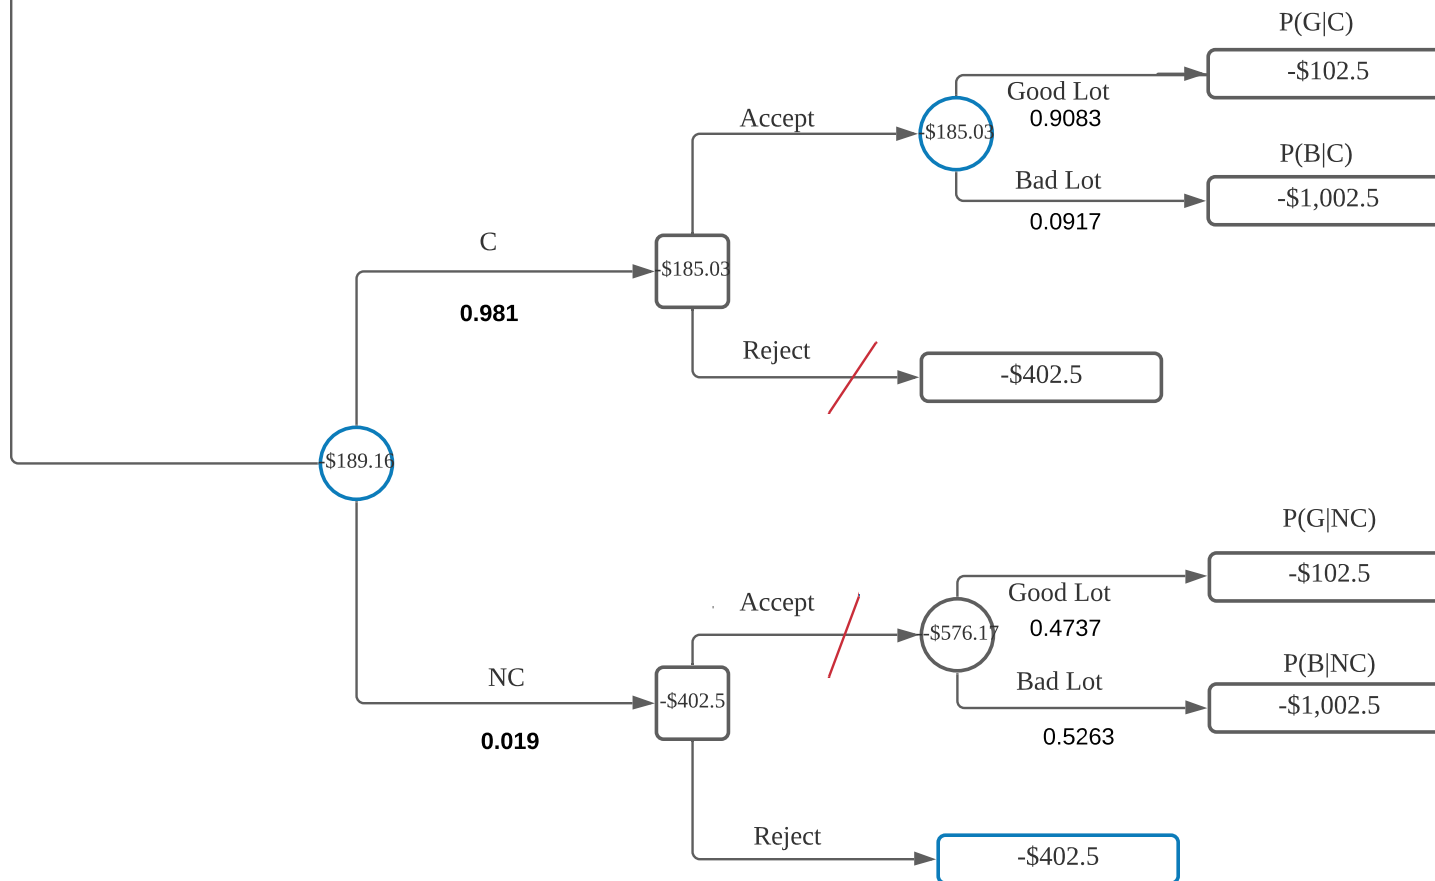 P(G|C)
-$102.5
Good Lot
0.9083
Accept
-$185.03
P(B|C)
Bad Lot
-$1,002.5
0.0917
C
-$185.03
0.981
Reject
-$402.5
-$189.16
P(G|NC)
-$102.5
Good Lot
Accept
0.4737
-$576.17
P(B|NC)
NC
Bad Lot
-$402.5
-$1,002.5
0.019
0.5263
Reject
-$402.5